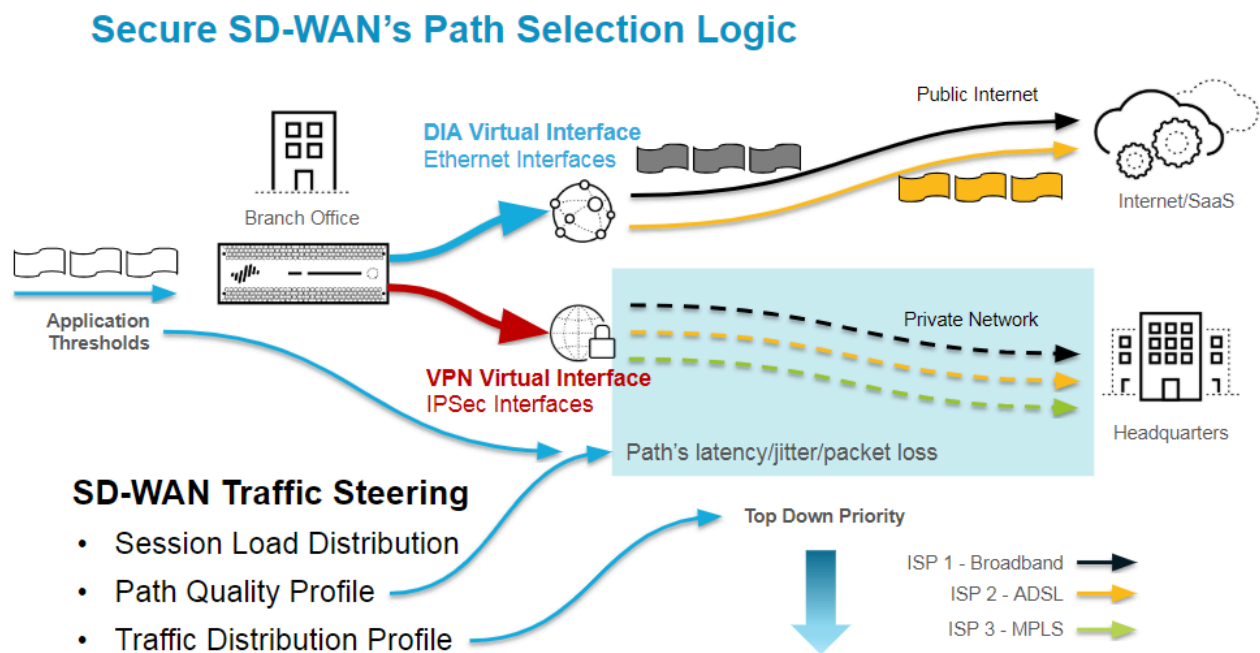 Secure SD-WAN's Path Selection Logic
Public Internet
DIA Virtual Interface
Ethernet Interfaces
Branch Office
Internet/SaaS
Application
Thresholds
Private Network
VPN Virtual Interface
IPSec Interfaces
Headquarters
Path's latency/jitter/packet loss
SD-WAN Traffic Steering
• Session Load Distribution
• Path Quality Profile
• Traffic Distribution Profile
Top Down Priority
ISP 1 - Broadband
ISP 2 - ADSL
ISP 3 - MPLS